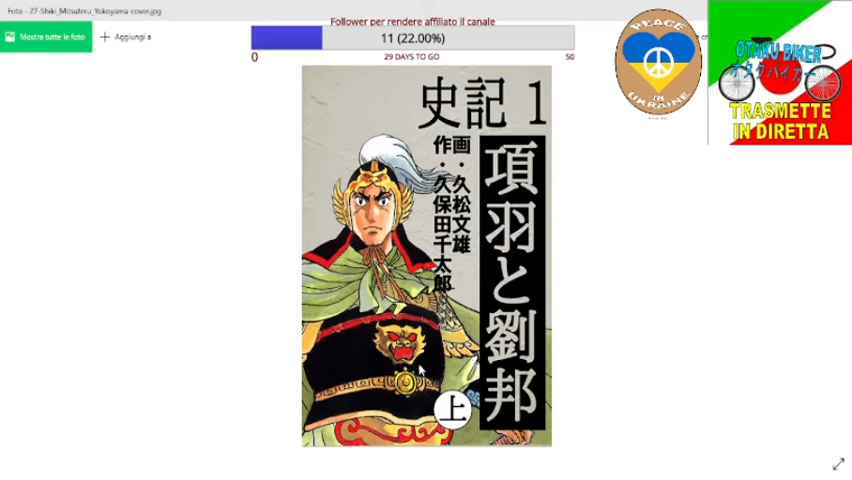 Foto - 27-Shiki_Mitsuteru_Yokoyama-cover.jpg
Mostra tutte le foto
Aggiungi a
Follower per rendere affiliato il canale
11 (22.00%)
0
29 DAYS TO GO
50
PEACE
IN
UKRAINE
OTAKU BIKER
オタクバイカー
TRASMETTE
IN DIRETTA
史記 1
項羽と劉邦
画・久松文雄
作・久保田千太郎
上